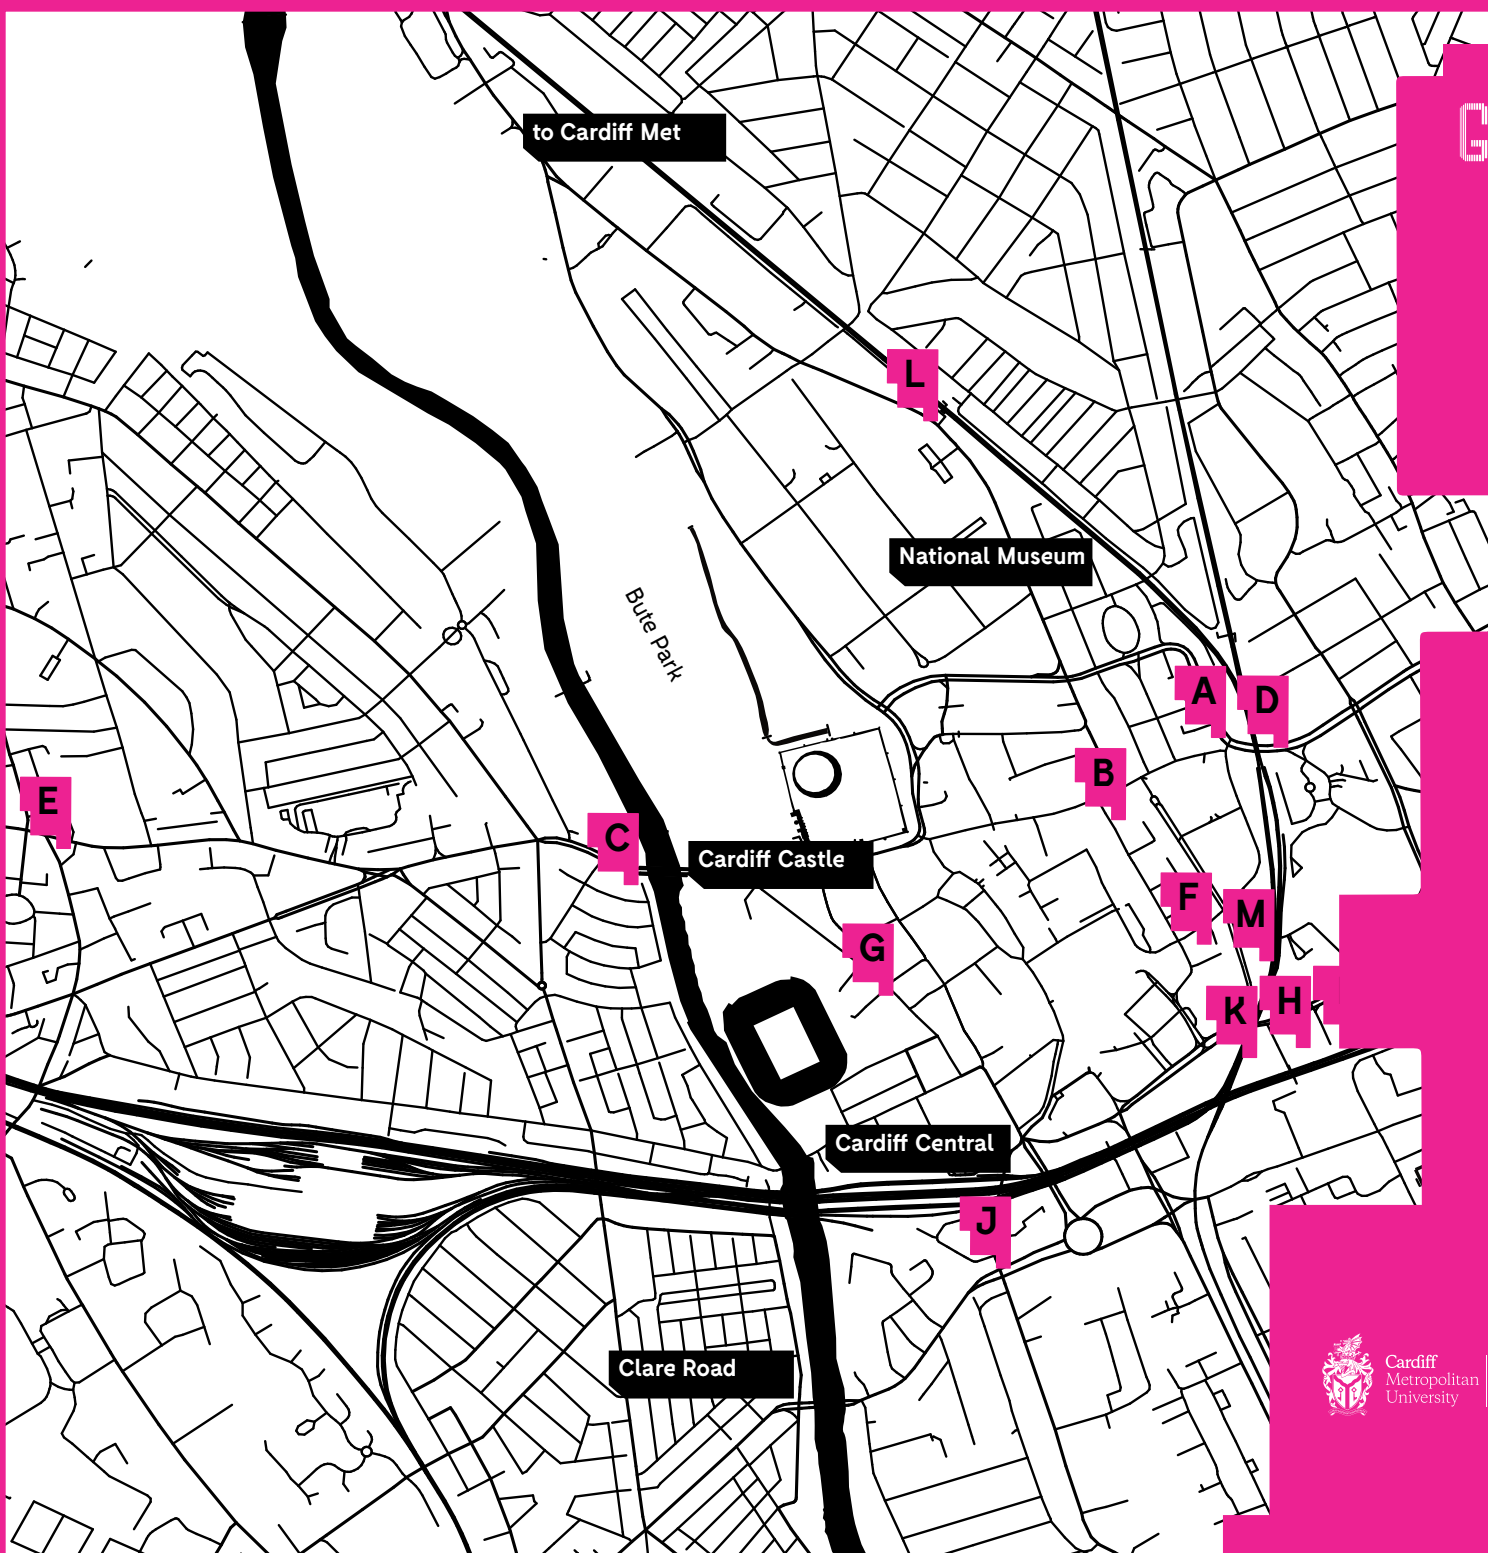 G
to Cardiff Met
L
National Museum
Bute Park
A
D
B
E
C
Cardiff Castle
F
M
G
K
H
Cardiff Central
J
Clare Road
Cardiff
Metropolitan
University